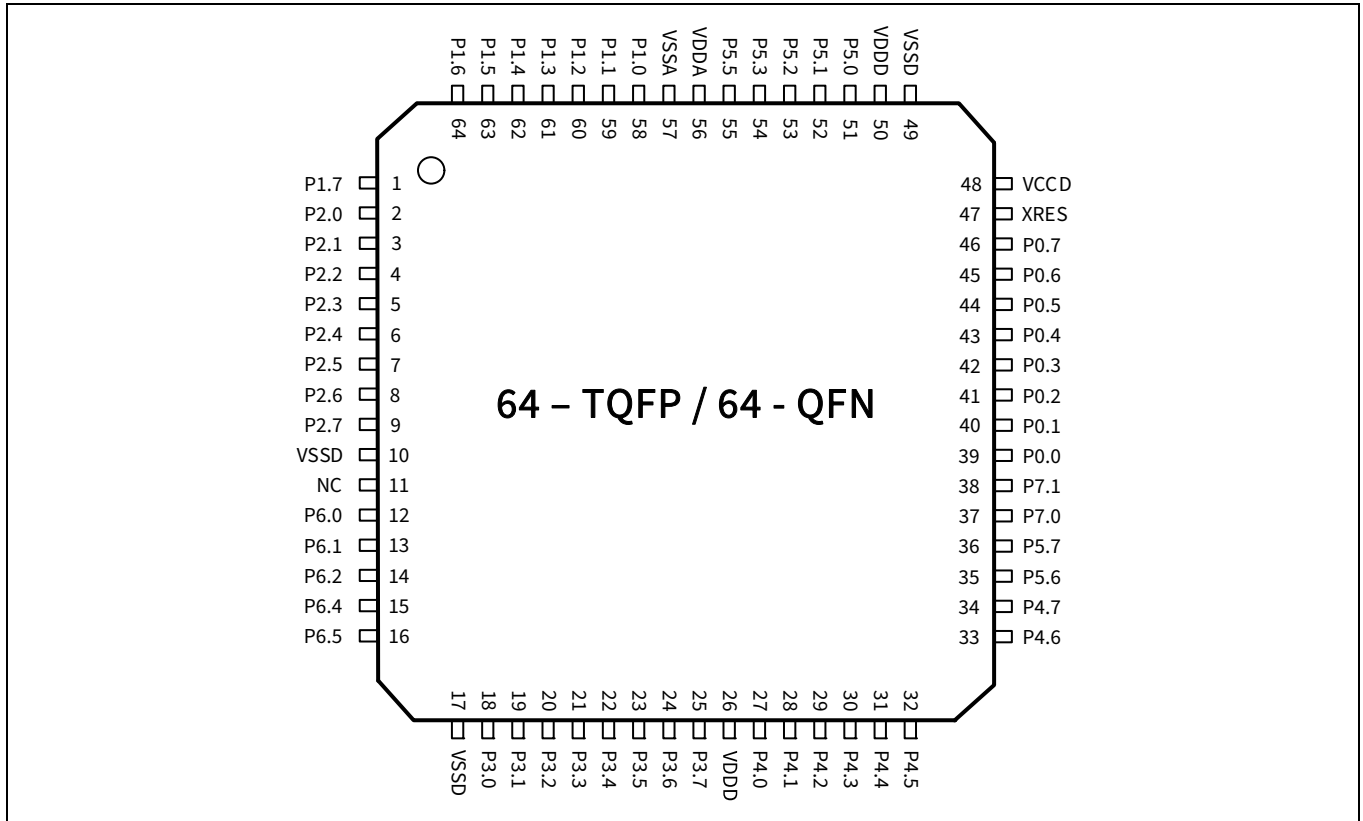 P1.6 P1.5 P1.4 P1.3 P1.2 P1.1 P1.0 VSSA VDDA P5.5 P5.3 P5.2 P5.1 P5.0 VDDD VSSD
64 63 62 61 60 59 58 57 56 55 54 53 52 51 50 49
P1.7 1 48 VCCD
P2.0 2 47 XRES
P2.1 3 46 P0.7
P2.2 4 45 P0.6
P2.3 5 44 P0.5
P2.4 6 43 P0.4
P2.5 7 42 P0.3
P2.6 8 41 P0.2
64 – TQFP / 64 - QFN
P2.7 9 40 P0.1
VSSD 10 39 P0.0
NC 11 38 P7.1
P6.0 12 37 P7.0
P6.1 13 36 P5.7
P6.2 14 35 P5.6
P6.4 15 34 P4.7
P6.5 16 33 P4.6
17 18 19 20 21 22 23 24 25 26 27 28 29 30 31 32
VSSD P3.0 P3.1 P3.2 P3.3 P3.4 P3.5 P3.6 P3.7 VDDD P4.0 P4.1 P4.2 P4.3 P4.4 P4.5